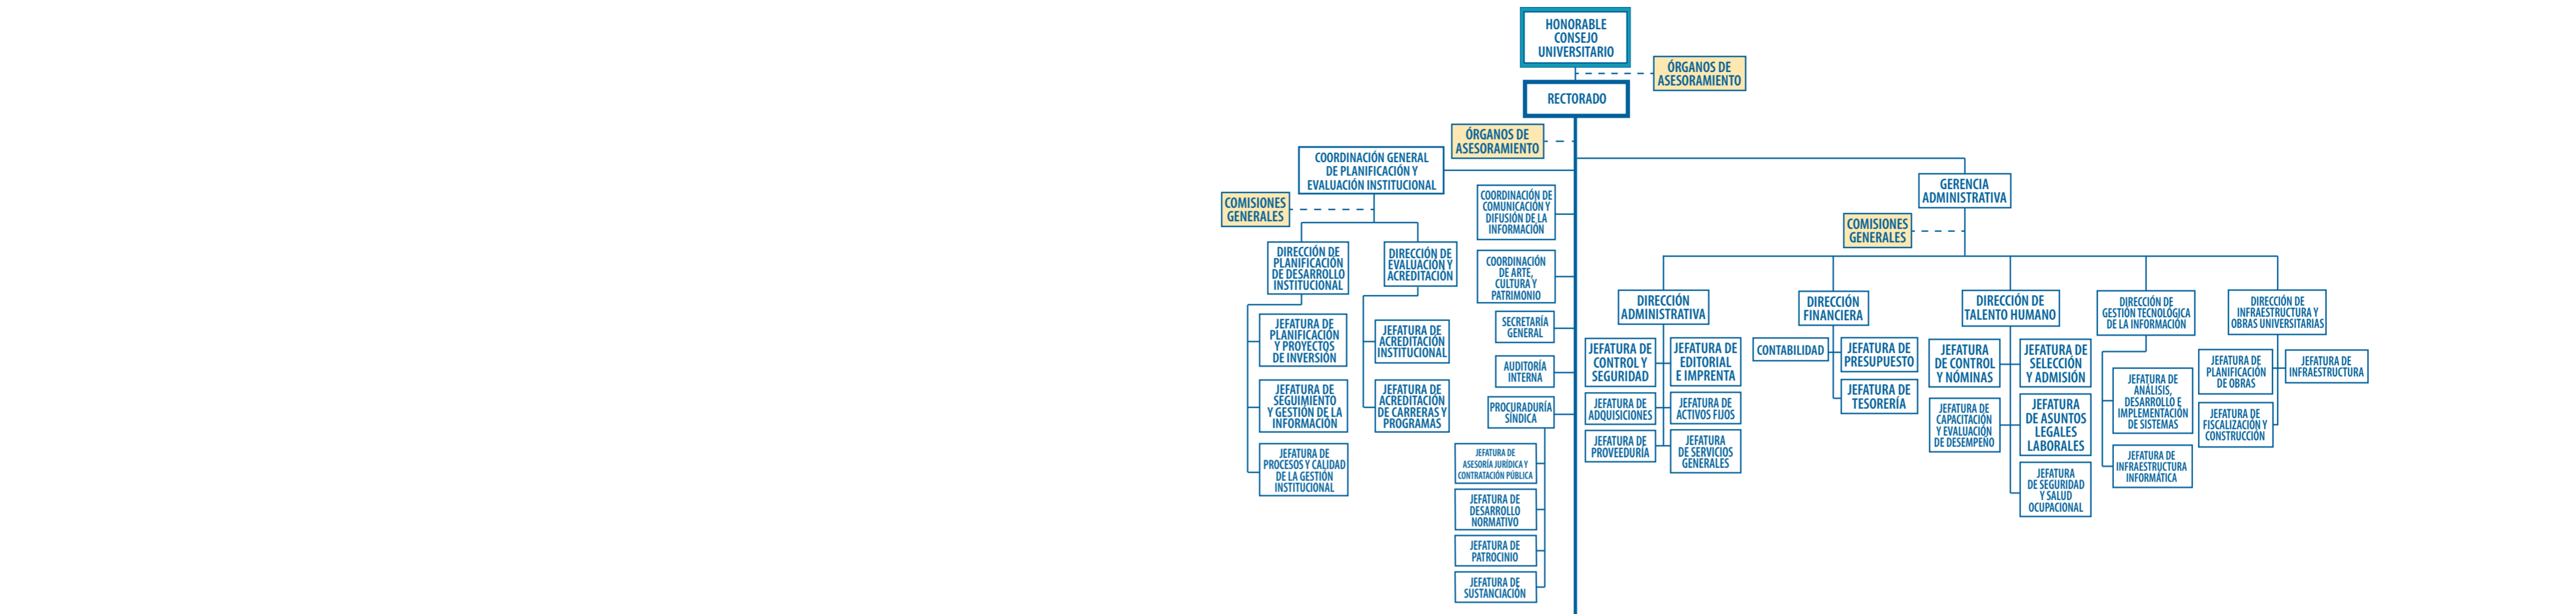 HONORABLE
CONSEJO
UNIVERSITARIO
ÓRGANOS DE
ASESORAMIENTO
RECTORADO
ÓRGANOS DE
ASESORAMIENTO
COORDINACIÓN GENERAL
DE PLANIFICACIÓN Y
EVALUACIÓN INSTITUCIONAL
COMISIONES
GENERALES
DIRECCIÓN DE
PLANIFICACIÓN
DE DESARROLLO
INSTITUCIONAL
JEFATURA DE
PLANIFICACIÓN
Y PROYECTOS
DE INVERSIÓN
JEFATURA DE
SEGUIMIENTO
Y GESTIÓN DE LA
INFORMACIÓN
JEFATURA DE
PROCESOS Y CALIDAD
DE LA GESTIÓN
INSTITUCIONAL
DIRECCIÓN DE
EVALUACIÓN Y
ACREDITACIÓN
JEFATURA DE
ACREDITACIÓN
INSTITUCIONAL
JEFATURA DE
ACREDITACIÓN
DE CARRERAS Y
PROGRAMAS
COORDINACIÓN DE
COMUNICACIÓN Y
DIFUSIÓN DE LA
INFORMACIÓN
COORDINACIÓN
DE ARTE,
CULTURA Y
PATRIMONIO
SECRETARÍA
GENERAL
AUDITORÍA
INTERNA
PROCURADURÍA
SÍNDICA
JEFATURA DE
ASESORÍA JURÍDICA Y
CONTRATACIÓN PÚBLICA
JEFATURA DE
DESARROLLO
NORMATIVO
JEFATURA DE
PATROCINIO
JEFATURA DE
SUSTANCIACIÓN
GERENCIA
ADMINISTRATIVA
COMISIONES
GENERALES
DIRECCIÓN
ADMINISTRATIVA
JEFATURA DE
CONTROL Y
SEGURIDAD
JEFATURA DE
EDITORIAL
E IMPRENTA
JEFATURA DE
ADQUISICIONES
JEFATURA DE
ACTIVOS FIJOS
JEFATURA DE
PROVEEDURÍA
JEFATURA
DE SERVICIOS
GENERALES
DIRECCIÓN
FINANCIERA
CONTABILIDAD
JEFATURA DE
PRESUPUESTO
JEFATURA DE
TESORERÍA
DIRECCIÓN DE
TALENTO HUMANO
JEFATURA
DE CONTROL
Y NÓMINAS
JEFATURA DE
SELECCIÓN
Y ADMISIÓN
JEFATURA DE
CAPACITACIÓN
Y EVALUACIÓN
DE DESEMPEÑO
JEFATURA
DE ASUNTOS
LEGALES
LABORALES
JEFATURA
DE SEGURIDAD
Y SALUD
OCUPACIONAL
DIRECCIÓN DE
GESTIÓN TECNOLÓGICA
DE LA INFORMACIÓN
JEFATURA DE
ANÁLISIS,
DESARROLLO E
IMPLEMENTACIÓN
DE SISTEMAS
JEFATURA DE
INFRAESTRUCTURA
INFORMÁTICA
DIRECCIÓN DE
INFRAESTRUCTURA Y
OBRAS UNIVERSITARIAS
JEFATURA DE
PLANIFICACIÓN
DE OBRAS
JEFATURA DE
INFRAESTRUCTURA
JEFATURA DE
FISCALIZACIÓN Y
CONSTRUCCIÓN